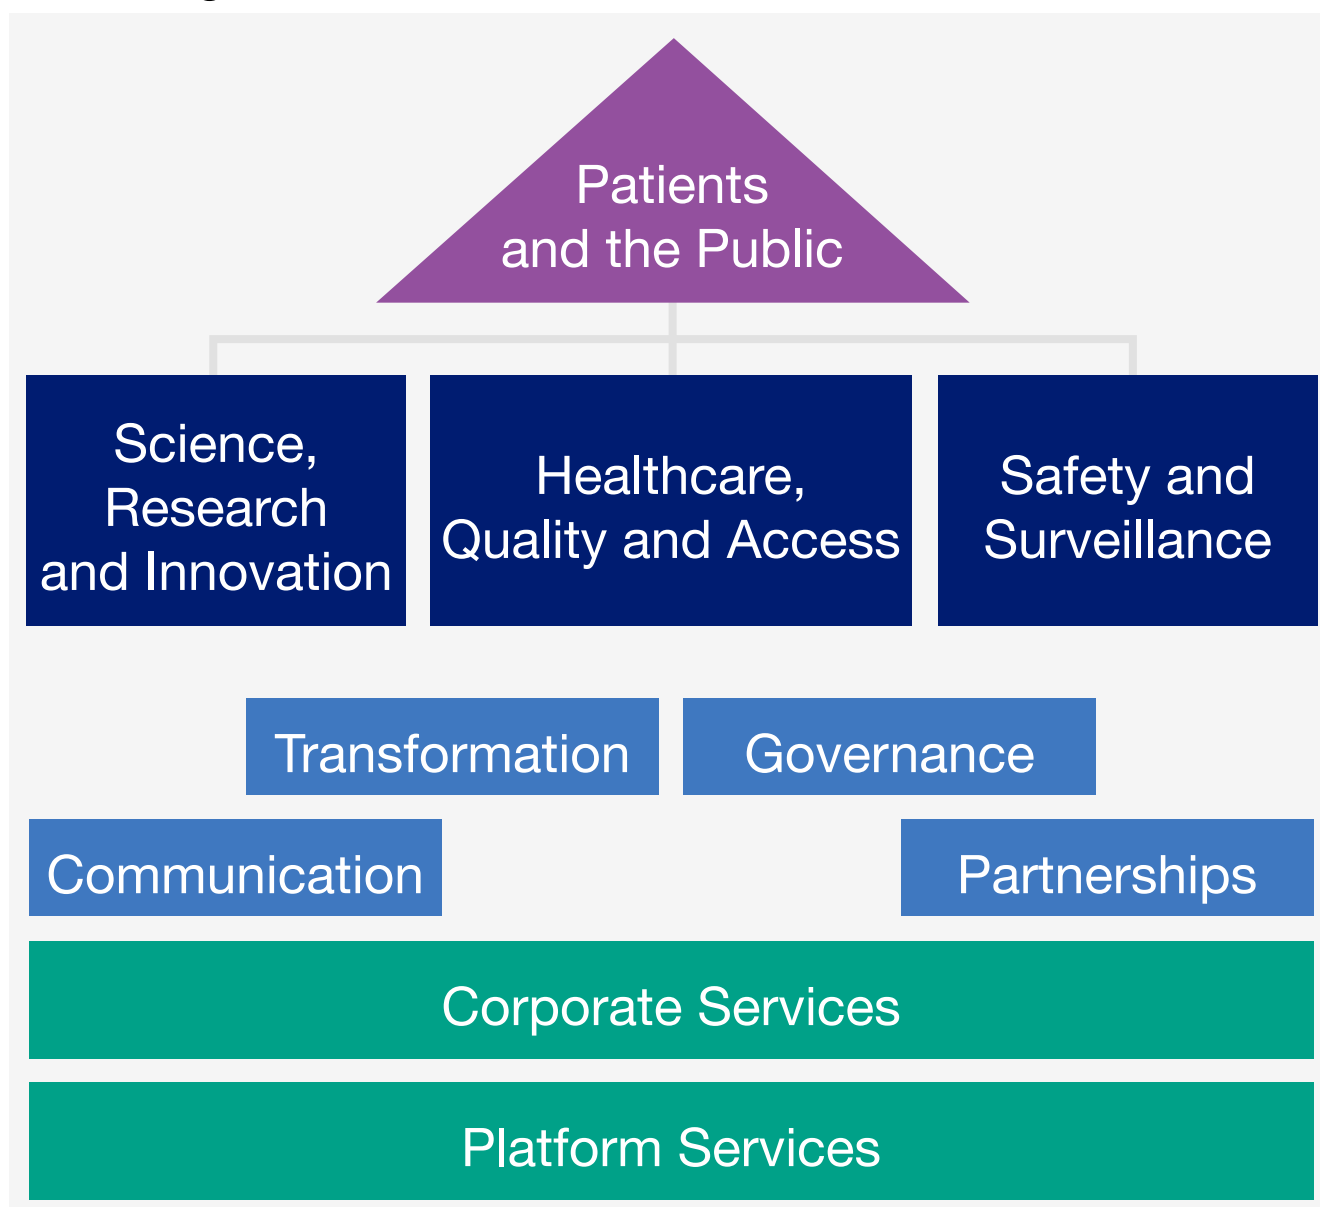 Patients
and the Public
Science,
Research
and Innovation
Healthcare,
Quality and Access
Safety and
Surveillance
Transformation
Governance
Communication
Partnerships
Corporate Services
Platform Services